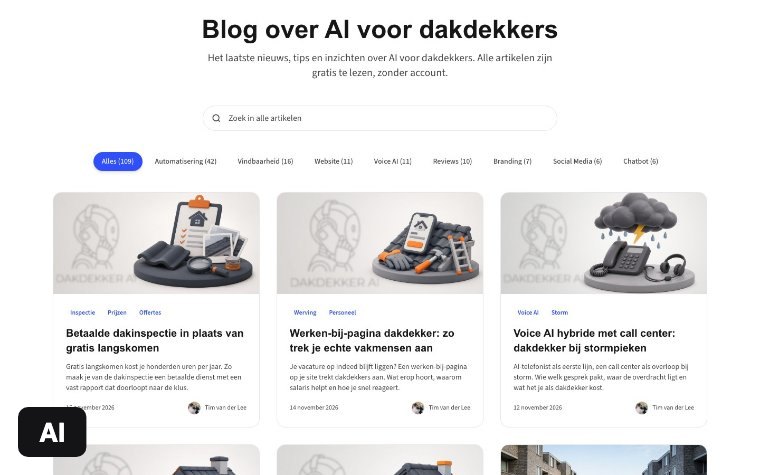 Blog over AI voor dakdekkers
Het laatste nieuws, tips en inzichten over AI voor dakdekkers. Alle artikelen zijn
gratis te lezen, zonder account.
Zoek in alle artikelen
Alles (109) Automatisering (42) Vindbaarheid (16) Website (11) Voice AI (11) Reviews (10) Branding (7) Social Media (6) Chatbot (6)
DAKDEKKER AI
Inspectie Prijzen Offertes
Betaalde dakinspectie in plaats van
gratis langskomen
Gratis langskomen kost je honderden uren per jaar. Zo
maak je van de dakinspectie een betaalde dienst met een
vast rapport dat doorloopt naar de klus.
november 2026 Tim van der Lee
DAKDEKKER AI
Werving Personeel
Werken-bij-pagina dakdekker: zo
trek je echte vakmensen aan
Je vacature op Indeed blijft liggen? Een werken-bij-pagina
op je site trekt dakdekkers aan. Wat erop hoort, waarom
salaris helpt en hoe je snel reageert.
14 november 2026 Tim van der Lee
DAKDEKKER AI
Voice AI Storm
Voice AI hybride met call center:
dakdekker bij stormpieken
AI-telefonist als eerste lijn, een call center als overloop bij
storm. Wie welk gesprek pakt, waar de overdracht ligt en
wat het je als dakdekker kost.
12 november 2026 Tim van der Lee
AI